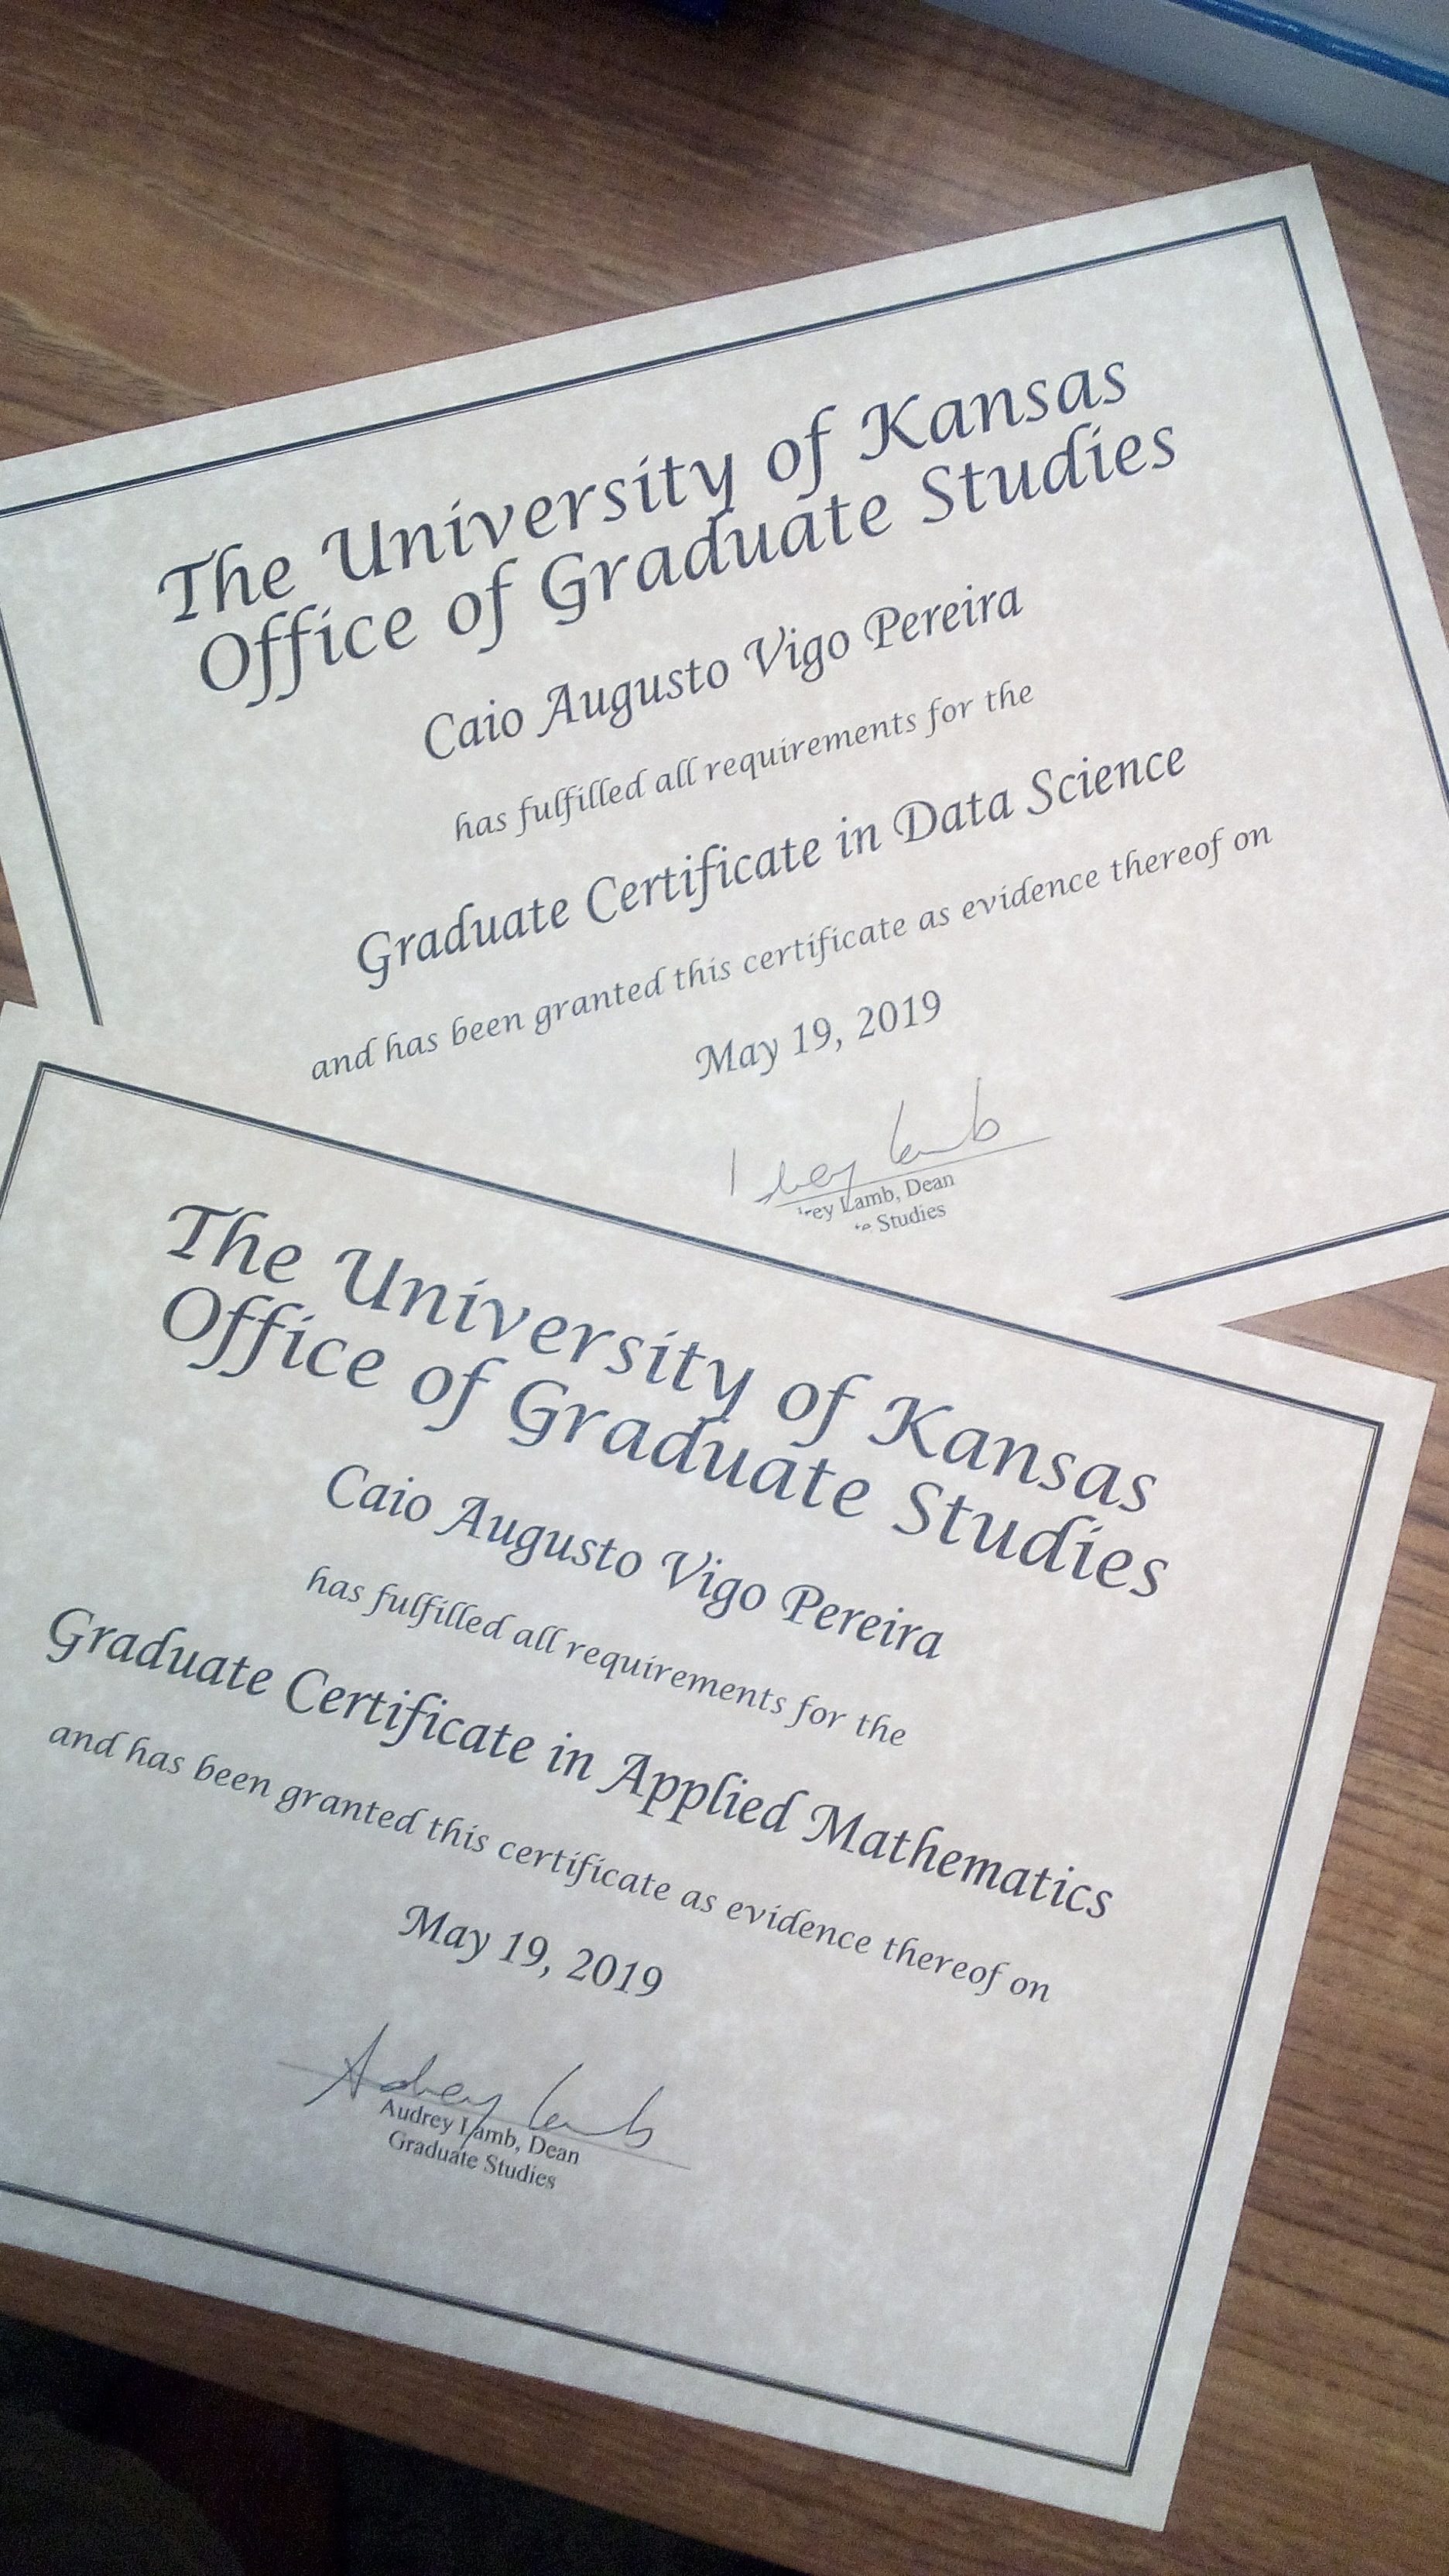 The University of Kansas
Office of Graduate Studies
Caio Augusto Vigo Pereira
has fulfilled all requirements for the
Graduate Certificate in Data Science
and has been granted this certificate as evidence thereof on
May 19, 2019
Lamb, Dean
Studies
The University of Kansas
Office of Graduate Studies
Caio Augusto Vigo Pereira
has fulfilled all requirements for the
Graduate Certificate in Applied Mathematics
and has been granted this certificate as evidence thereof on
May 19, 2019
Audrey Lamb
Audrey Lamb, Dean
Graduate Studies